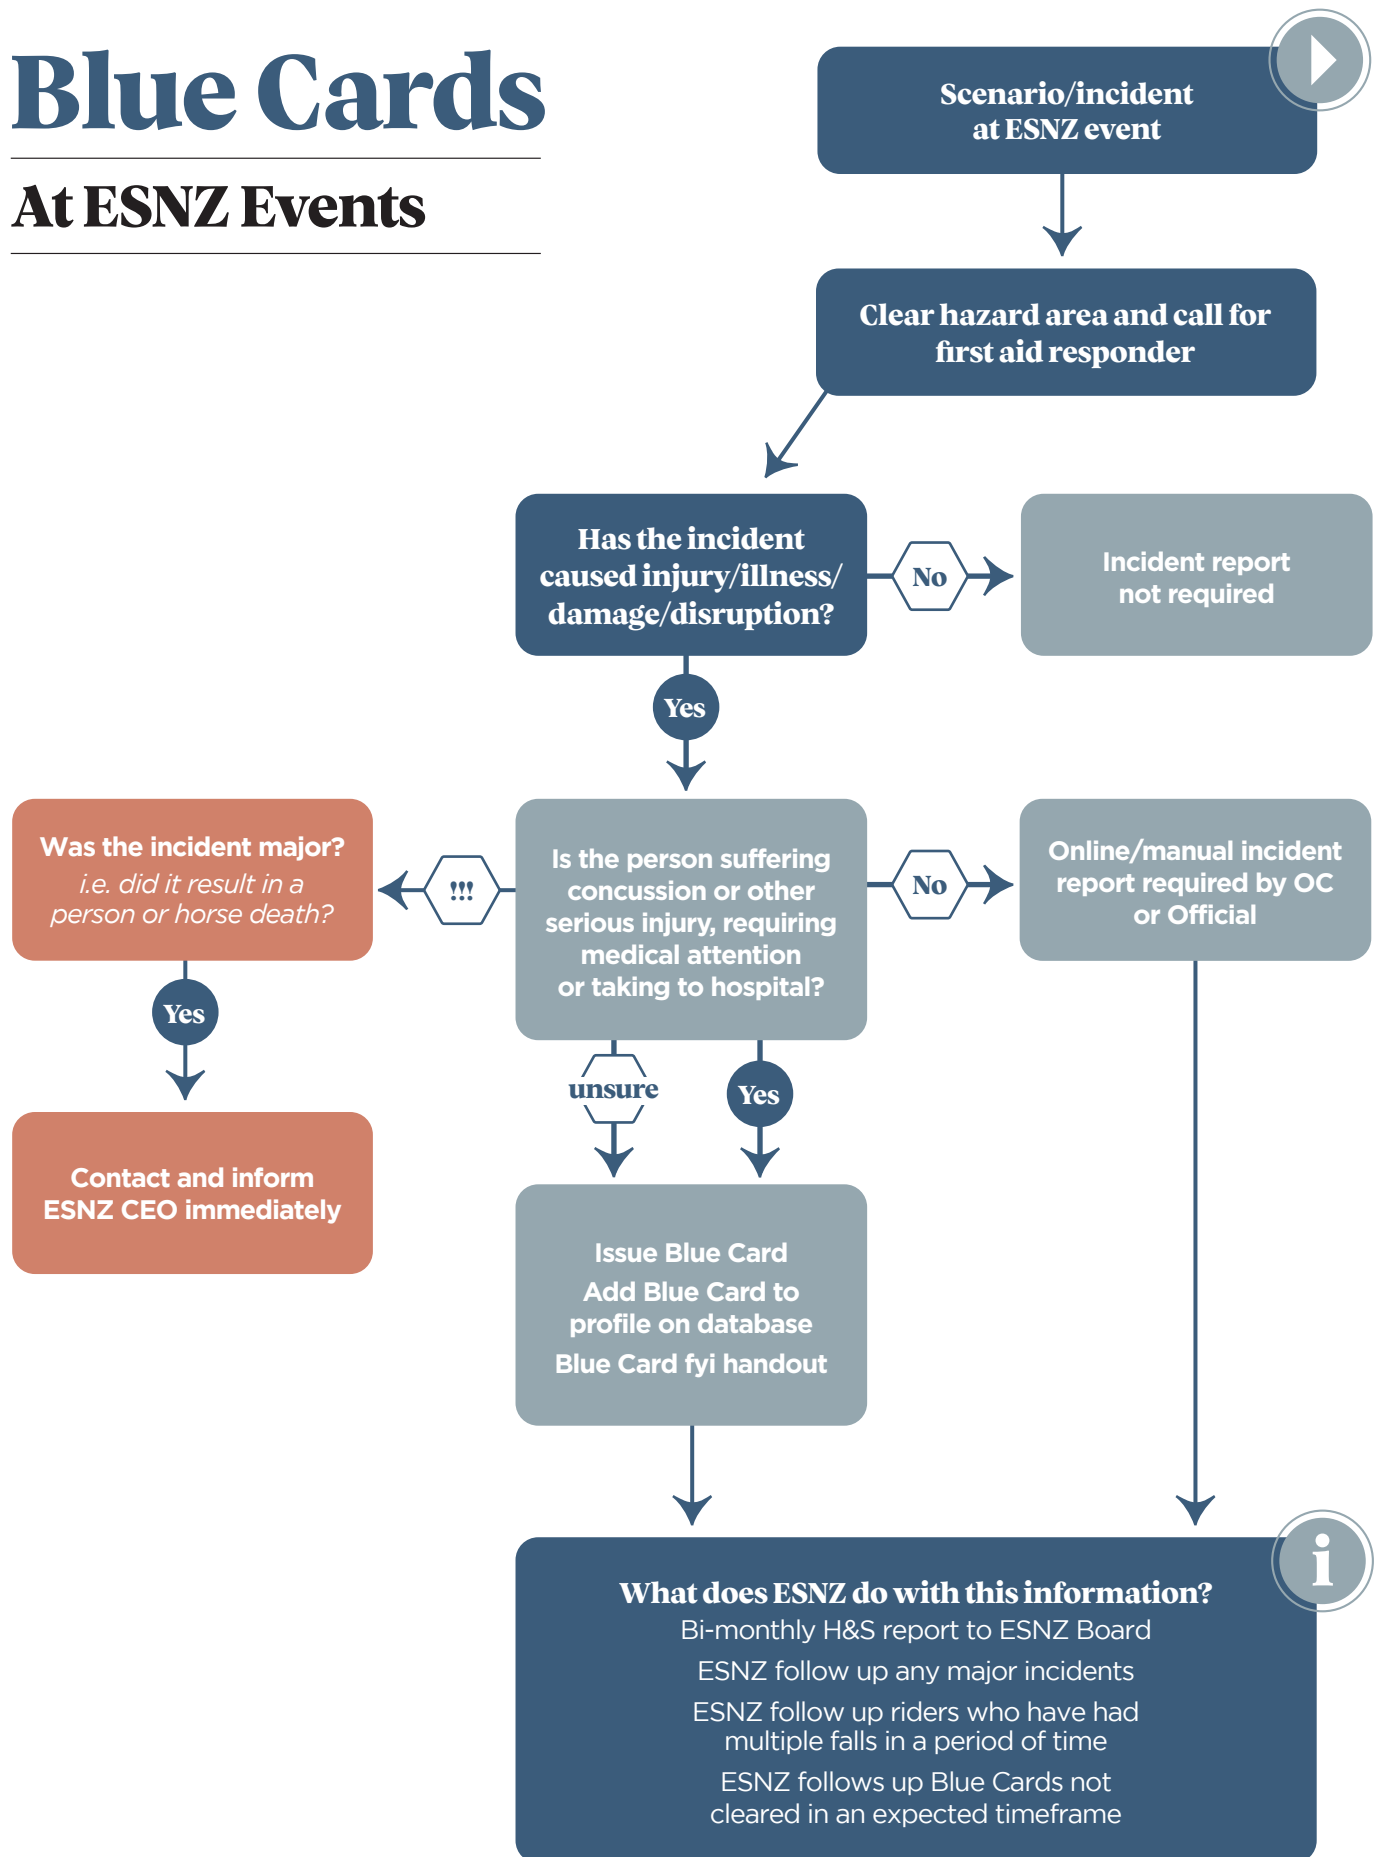 Blue Cards
At ESNZ Events
Scenario/incident
at ESNZ event
Clear hazard area and call for
first aid responder
Has the incident
caused injury/illness/
damage/disruption?
No
Incident report
not required
Yes
Was the incident major?
i.e. did it result in a
person or horse death?
!!!
Is the person suffering
concussion or other
serious injury, requiring
medical attention
or taking to hospital?
No
Online/manual incident
report required by OC
or Official
Yes
Contact and inform
ESNZ CEO immediately
unsure
Yes
Issue Blue Card
Add Blue Card to
profile on database
Blue Card fyi handout
i
What does ESNZ do with this information?
Bi-monthly H&S report to ESNZ Board
ESNZ follow up any major incidents
ESNZ follow up riders who have had
multiple falls in a period of time
ESNZ follows up Blue Cards not
cleared in an expected timeframe